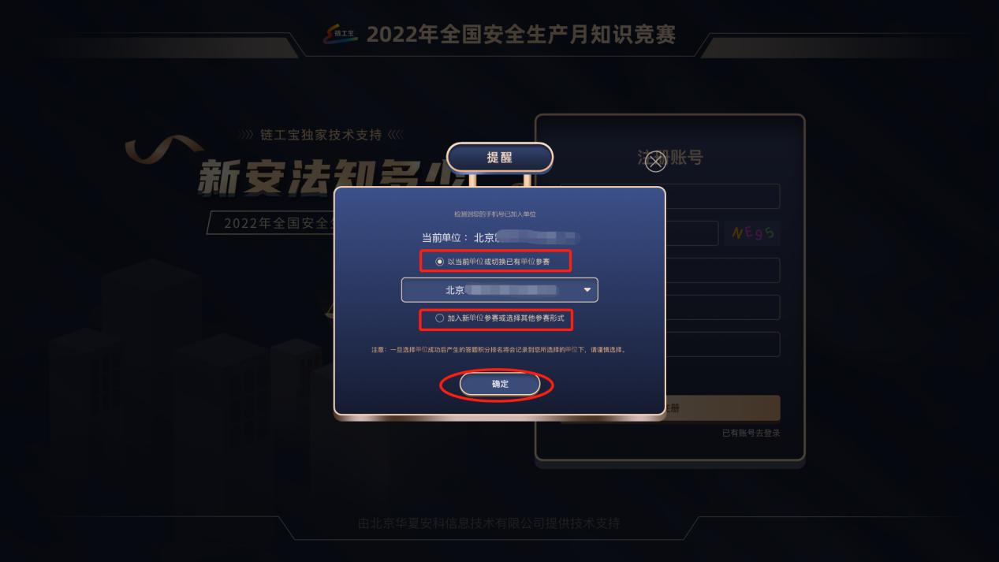 链工宝
2022年全国安全生产月知识竞赛
链工宝独家技术支持
新安法知多少
2022年全国安全
提醒
注册账号
检测到您的手机号已加入单位
当前单位： 北京
以当前单位或切换已有单位参赛
北京
加入新单位参赛或选择其他参赛形式
注意：一旦选择单位成功后产生的答题积分排名将会记录到您所选择的单位下，请谨慎选择。
确定
NE95
注册
已有账号去登录
由北京华夏安科信息技术有限公司提供技术支持